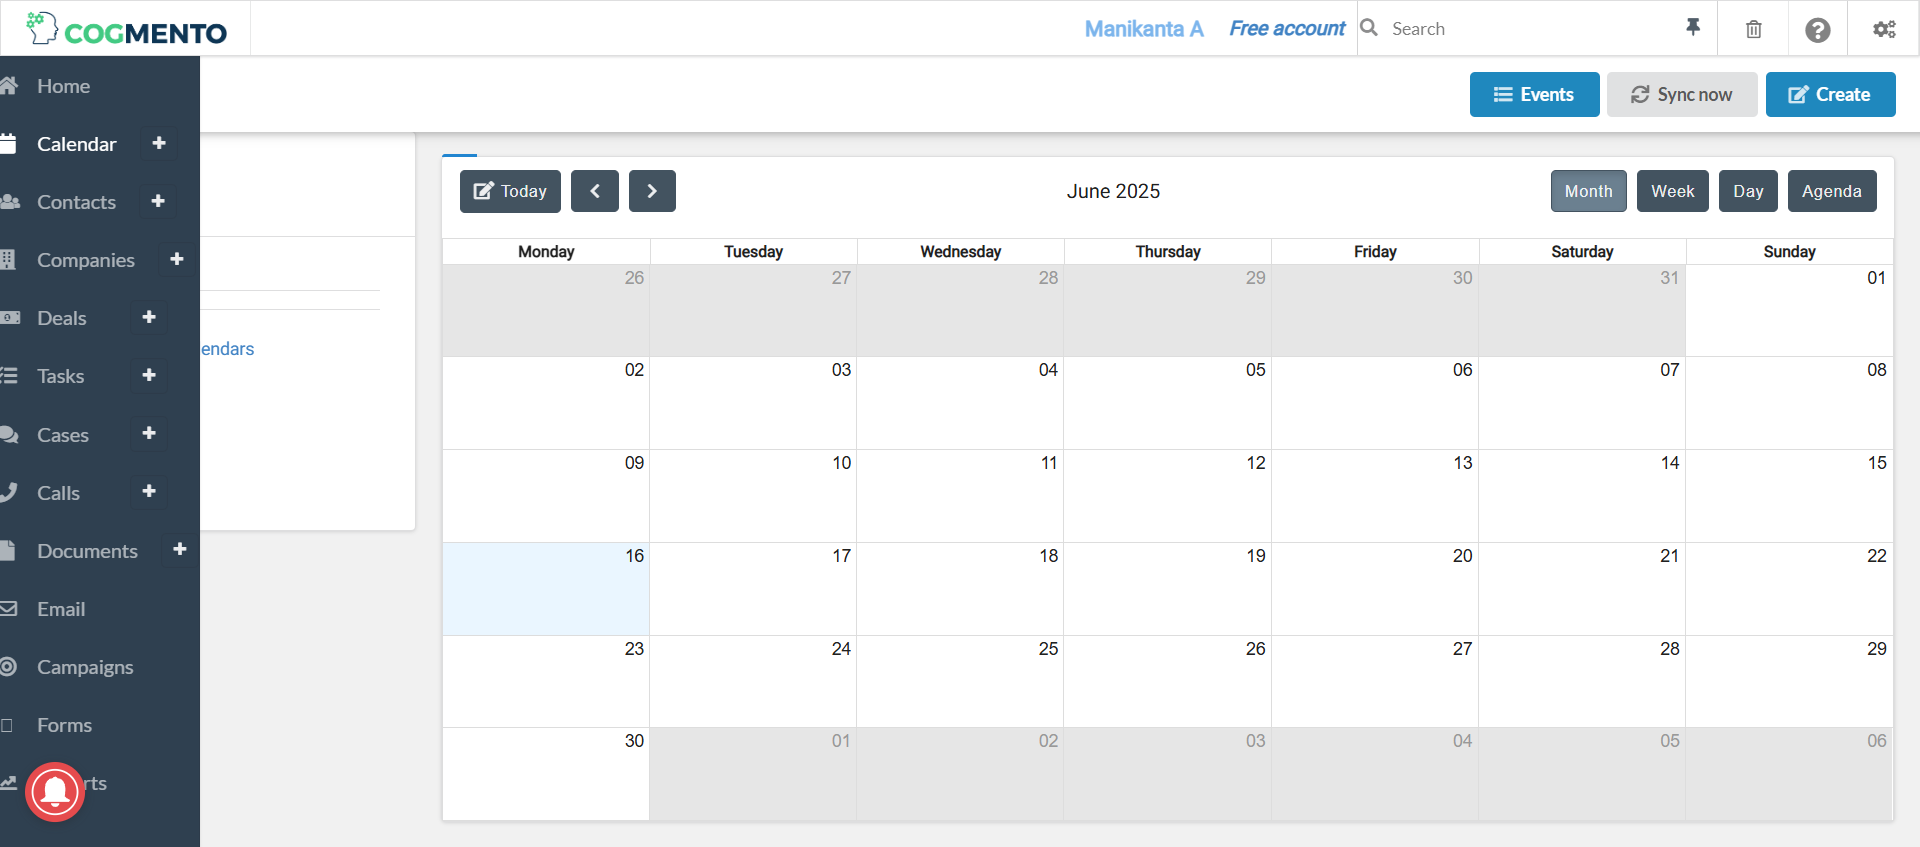 COGMENTO
Manikanta A Free account Search
Events Sync now Create
Home
Calendar
Contacts
Companies
Deals
Tasks
Cases
Calls
Documents
Email
Campaigns
Forms
rts
endars
Today June 2025 Month Week Day Agenda
Monday Tuesday Wednesday Thursday Friday Saturday Sunday
26 27 28 29 30 31 01
02 03 04 05 06 07 08
09 10 11 12 13 14 15
16 17 18 19 20 21 22
23 24 25 26 27 28 29
30 01 02 03 04 05 06